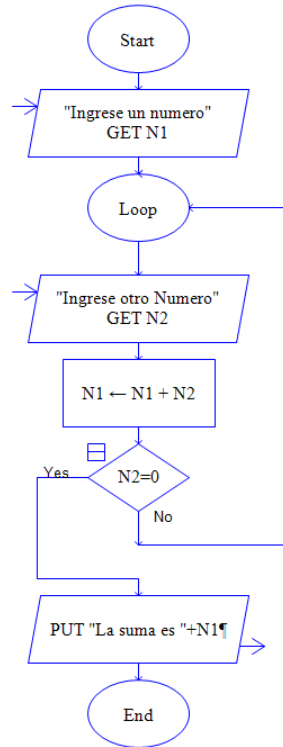 Start
"Ingrese un numero"
GET N1
Loop
"Ingrese otro Numero"
GET N2
N1 ← N1 + N2
N2=0
Yes
No
PUT "La suma es "+N1¶
End